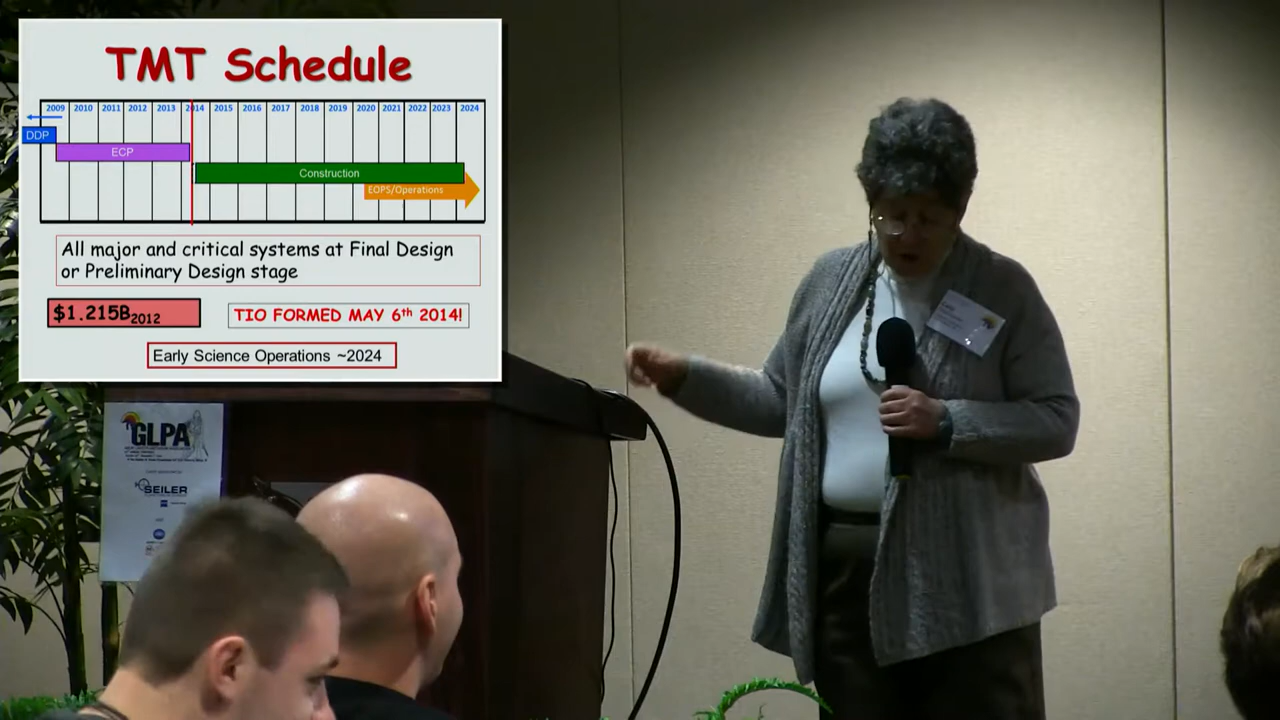 TMT Schedule
2009 2010 2011 2012 2013 2014 2015 2016 2017 2018 2019 2020 2021 2022 2023 2024
DDP
ECP
Construction
EOPS/Operations
All major and critical systems at Final Design
or Preliminary Design stage
$1.215B2012
TIO FORMED MAY 6th 2014!
Early Science Operations ~2024
GLPA
SEILER